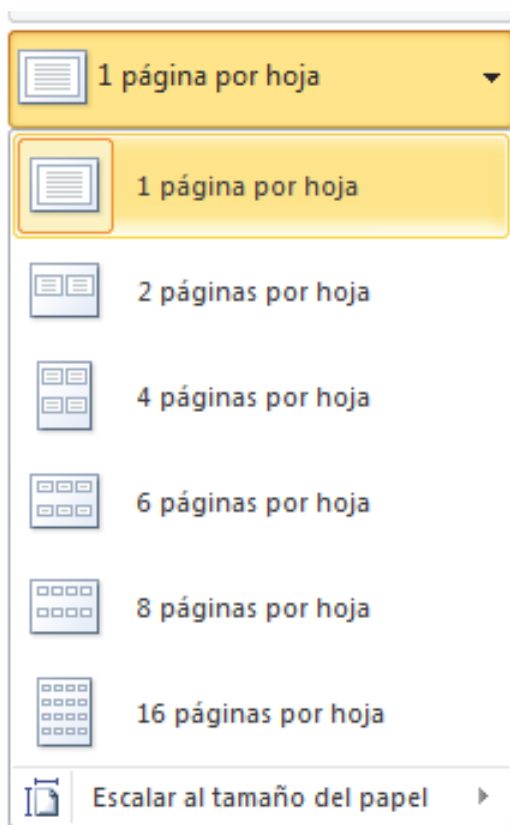 1 página por hoja
1 página por hoja
2 páginas por hoja
4 páginas por hoja
6 páginas por hoja
8 páginas por hoja
16 páginas por hoja
Escalar al tamaño del papel